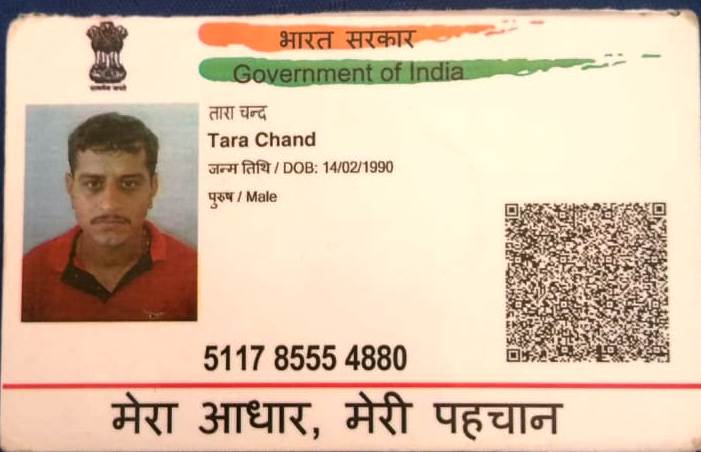 भारत सरकार
Government of India
सत्यमेव जयते
तारा चन्द
Tara Chand
जन्म तिथि / DOB: 14/02/1990
पुरुष / Male
5117 8555 4880
मेरा आधार, मेरी पहचान